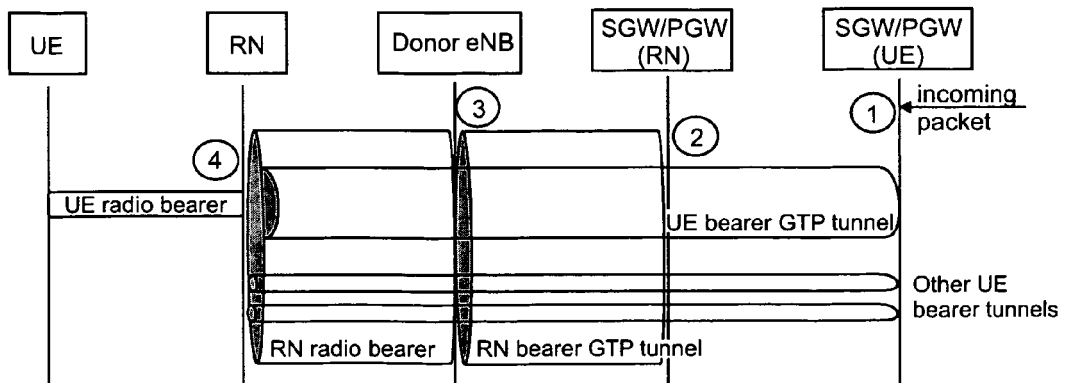 UE
RN
Donor eNB
SGW/PGW
(RN)
SGW/PGW
(UE)
1
incoming
packet
3
2
4
UE radio bearer
UE bearer GTP tunnel
Other UE
bearer tunnels
RN radio bearer
RN bearer GTP tunnel